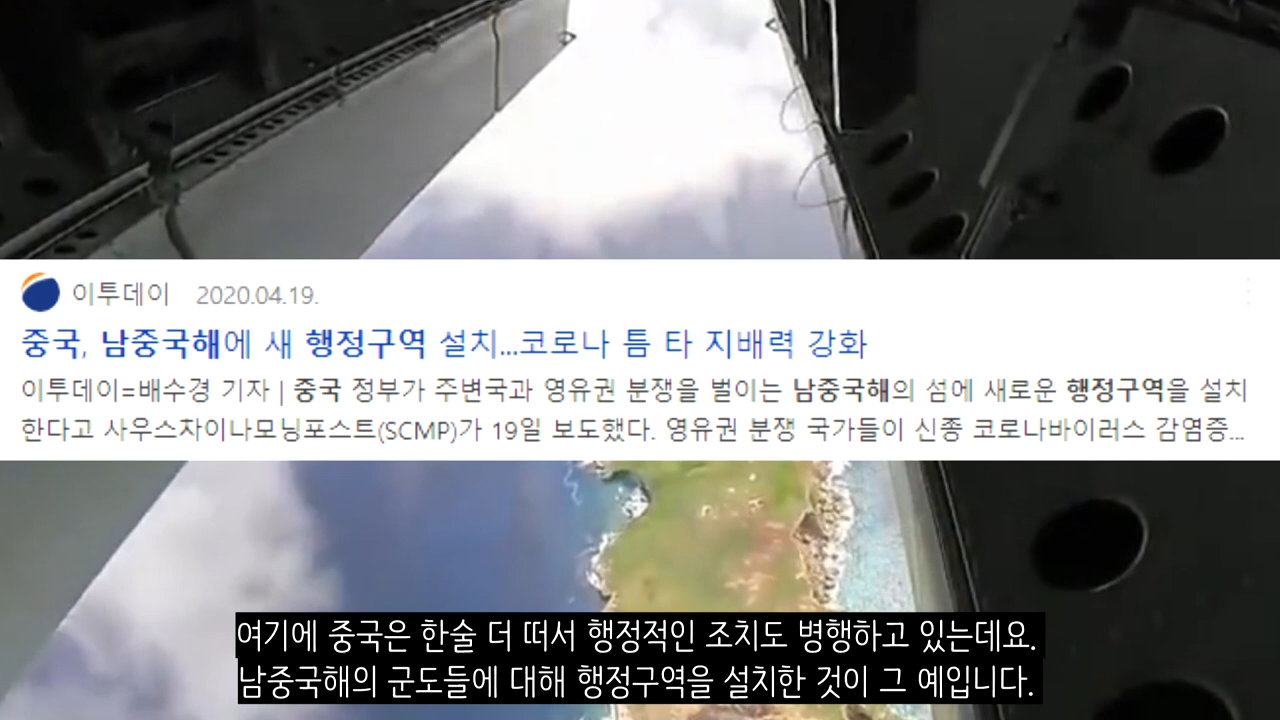 이투데이 2020.04.19.
중국, 남중국해에 새 행정구역 설치...코로나 틈 타 지배력 강화
이투데이=배수경 기자 | 중국 정부가 주변국과 영유권 분쟁을 벌이는 남중국해의 섬에 새로운 행정구역을 설치
한다고 사우스차이나모닝포스트(SCMP)가 19일 보도했다. 영유권 분쟁 국가들이 신종 코로나바이러스 감염증...
여기에 중국은 한술 더 떠서 행정적인 조치도 병행하고 있는데요.
남중국해의 군도들에 대해 행정구역을 설치한 것이 그 예입니다.